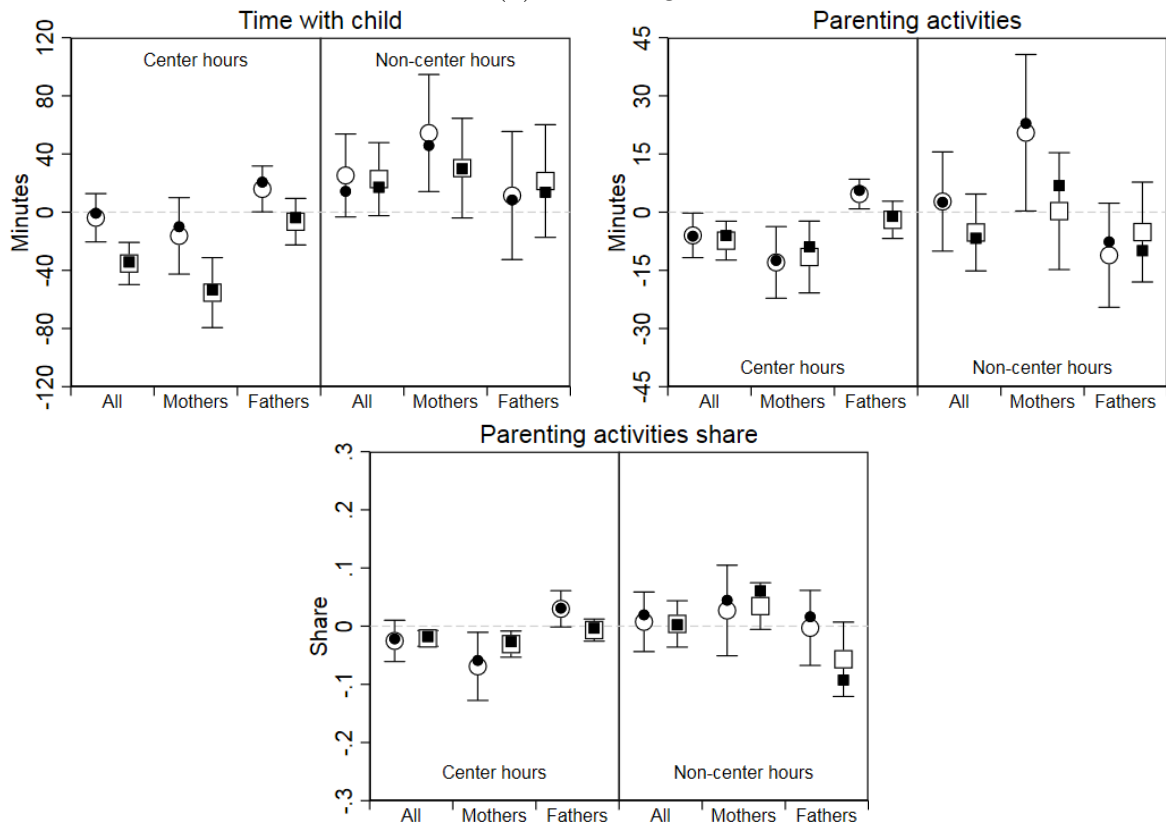 Time with child
Minutes
120
80
40
0
-40
-80
-120
Center hours
Non-center hours
All
Mothers
Fathers
All
Mothers
Fathers
Parenting activities
Minutes
45
30
15
0
-15
-30
-45
Center hours
Non-center hours
All
Mothers
Fathers
All
Mothers
Fathers
Parenting activities share
Share
.3
.2
.1
0
-.1
-.2
-.3
Center hours
Non-center hours
All
Mothers
Fathers
All
Mothers
Fathers